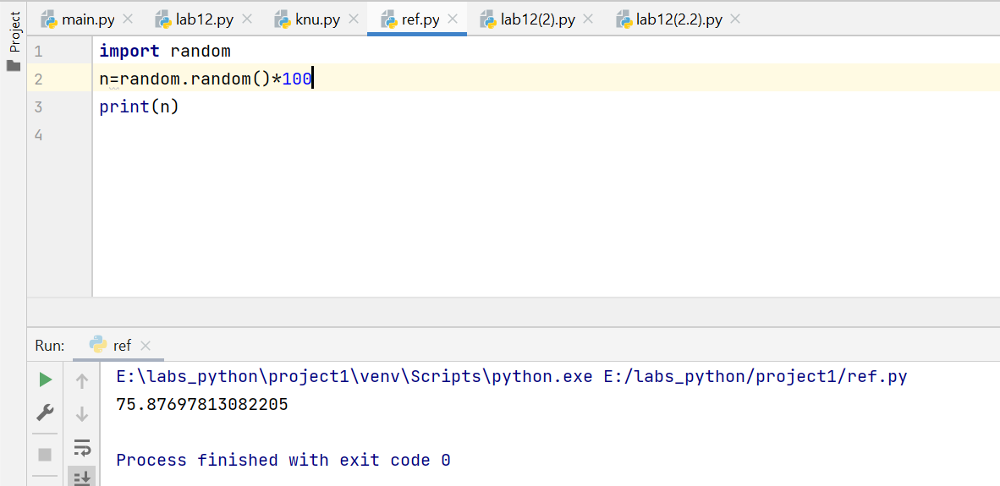 Project
main.py
lab12.py
knu.py
ref.py
lab12(2).py
lab12(2.2).py
1
import random
2
n=random.random()*100
3
print(n)
4
Run:
ref
E:\labs_python\project1\venv\Scripts\python.exe E:/labs_python/project1/ref.py
75.87697813082205
Process finished with exit code 0